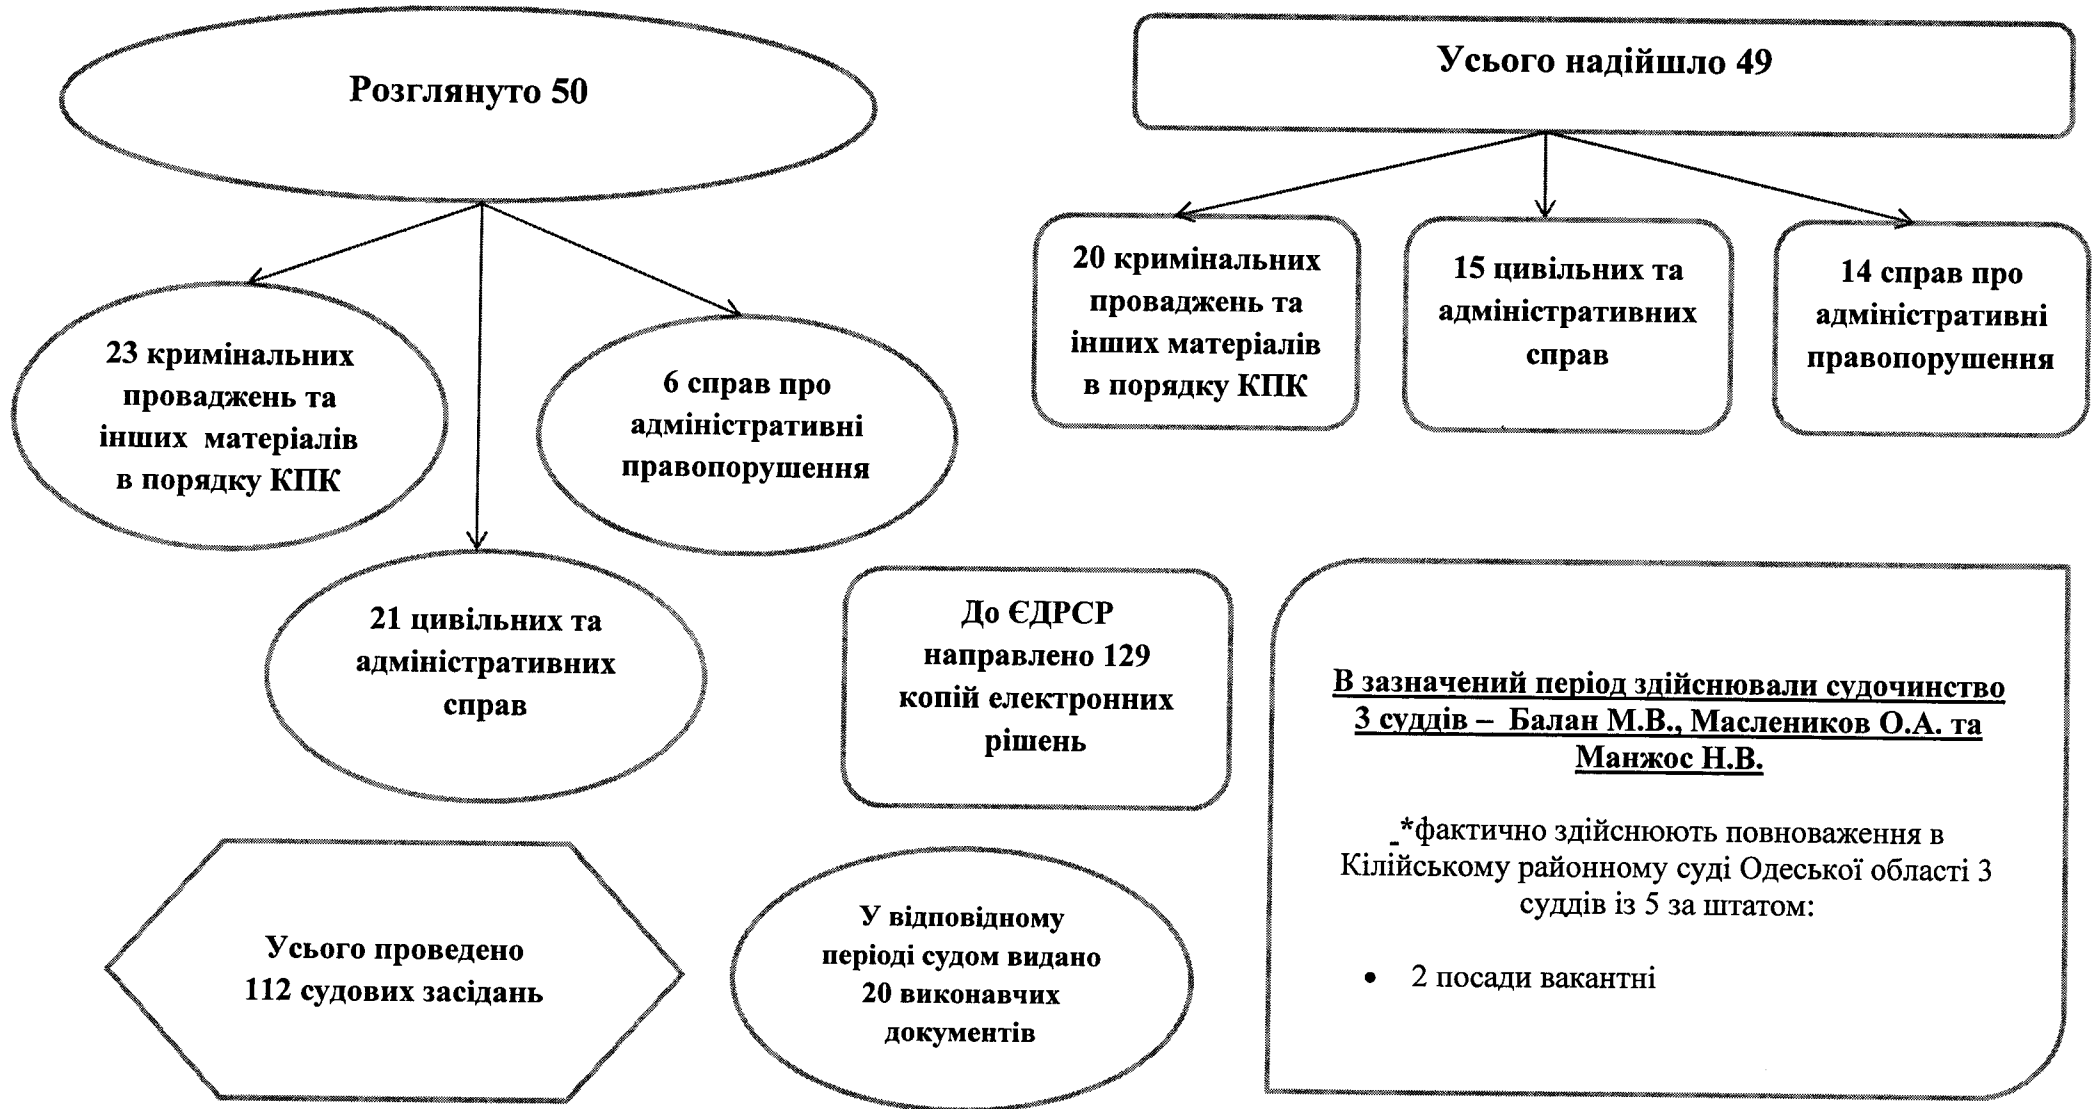 Розглянуто 50
Усього надійшло 49
23 кримінальних
проваджень та
інших матеріалів
в порядку КПК
6 справ про
адміністративні
правопорушення
21 цивільних та
адміністративних
справ
20 кримінальних
проваджень та
інших матеріалів
в порядку КПК
15 цивільних та
адміністративних
справ
14 справ про
адміністративні
правопорушення
До ЄДРСР
направлено 129
копій електронних
рішень
В зазначений період здійснювали судочинство
3 суддів – Балан М.В., Маслеников О.А. та
Манжос Н.В.
*фактично здійснюють повноваження в
Кілійському районному суді Одеської області 3
суддів із 5 за штатом:
• 2 посади вакантні
Усього проведено
112 судових засідань
У відповідному
періоді судом видано
20 виконавчих
документів